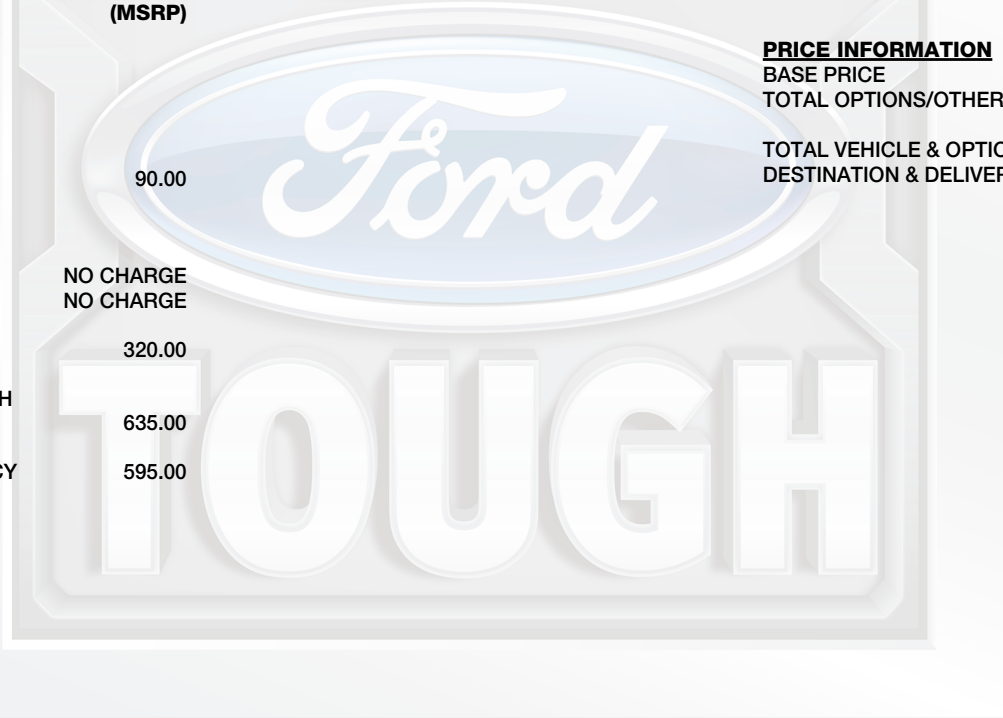 (MSRP)
90.00
NO CHARGE
NO CHARGE
320.00
H
635.00
CY
595.00
PRICE INFORMATION
BASE PRICE
TOTAL OPTIONS/OTHER
TOTAL VEHICLE & OPTIO
DESTINATION & DELIVER
Ford
TOUGH